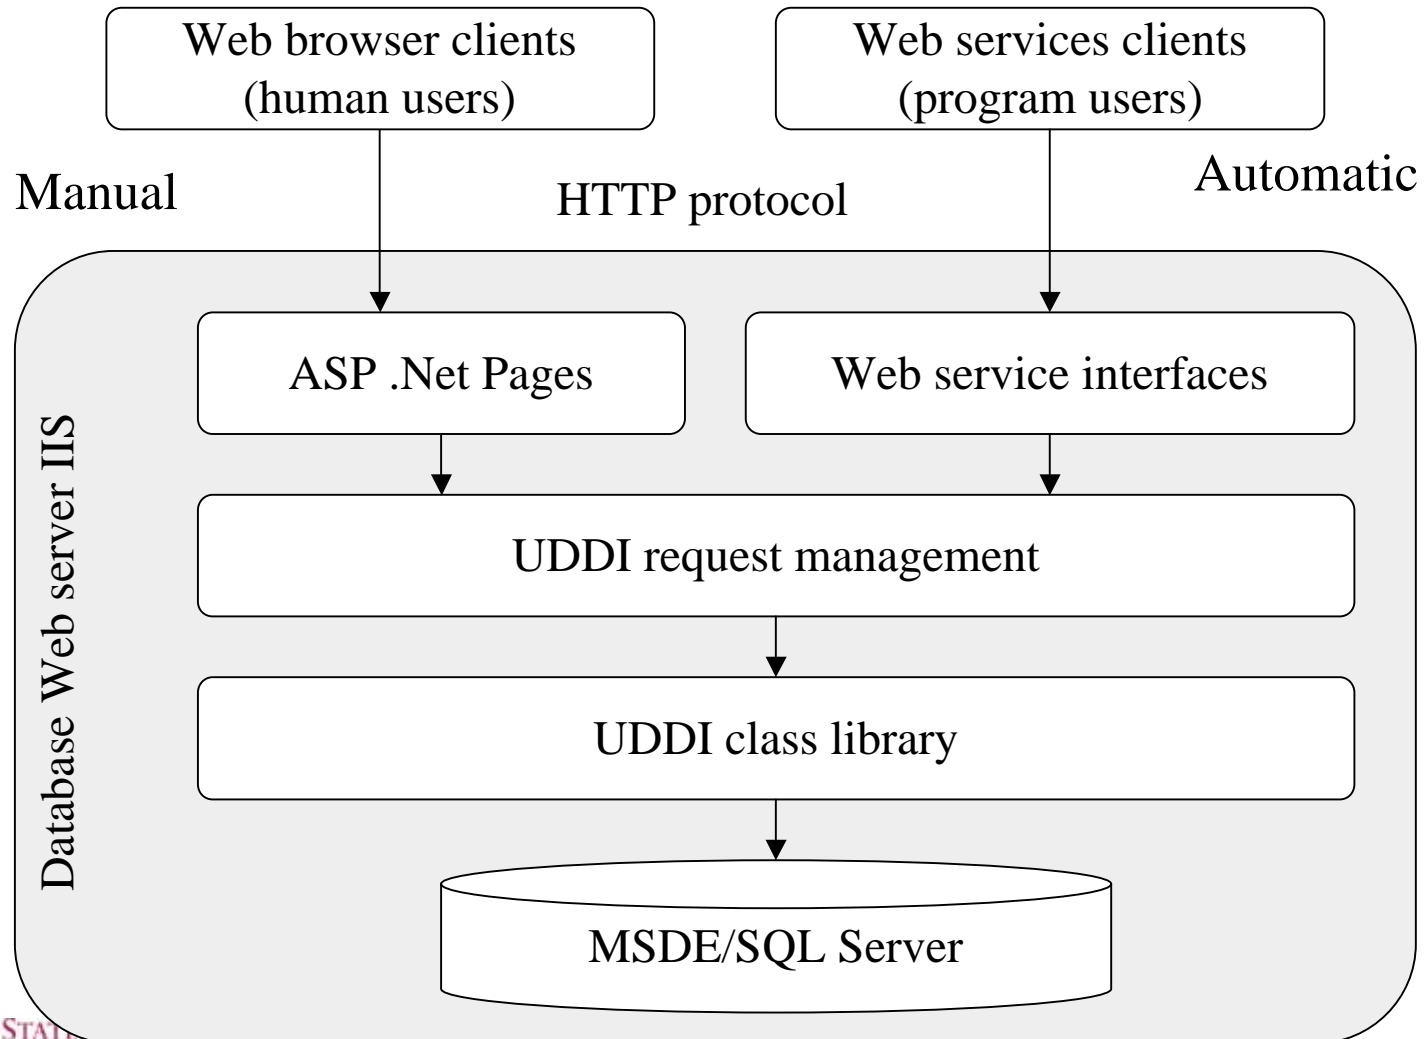 Web browser clients
(human users)
Web services clients
(program users)
Manual
HTTP protocol
Automatic
ASP .Net Pages
Web service interfaces
Database Web server IIS
UDDI request management
UDDI class library
MSDE/SQL Server